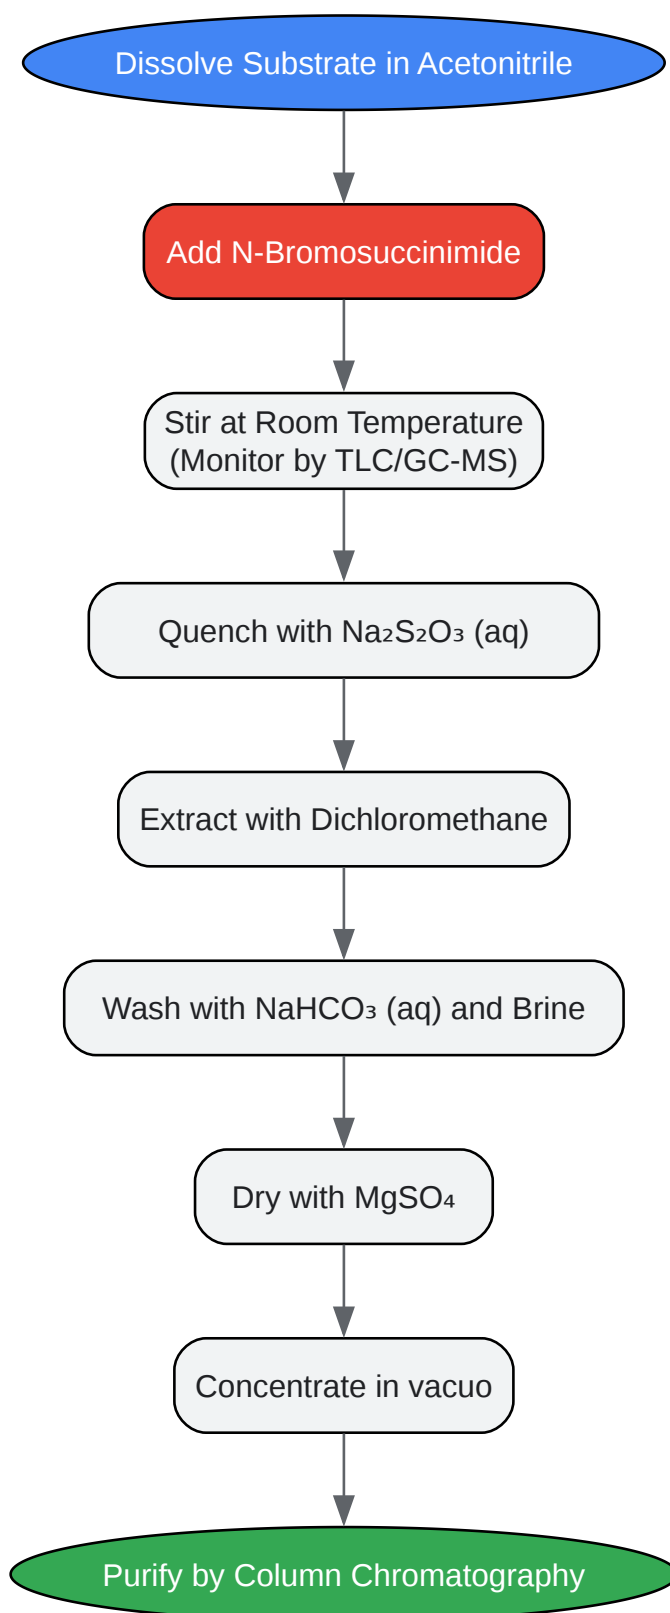 Dissolve Substrate in Acetonitrile
Add N-Bromosuccinimide
Stir at Room Temperature
(Monitor by TLC/GC-MS)
Quench with Na₂S₂O₃ (aq)
Extract with Dichloromethane
Wash with NaHCO₃ (aq) and Brine
Dry with MgSO₄
Concentrate in vacuo
Purify by Column Chromatography